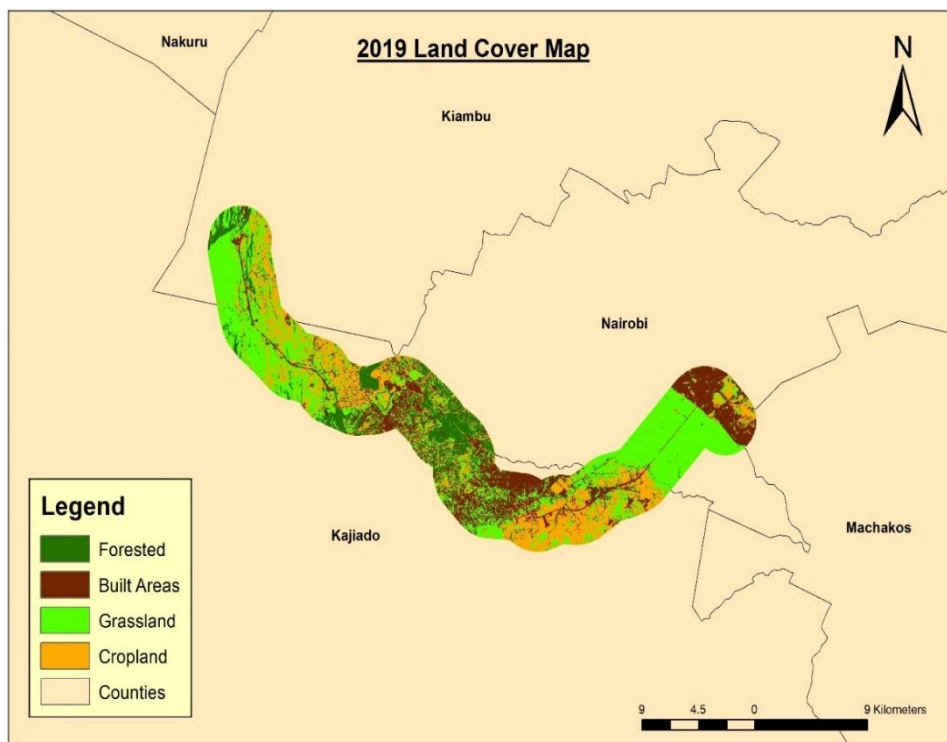 2019 Land Cover Map
N
Nakuru
Kiambu
Nairobi
Kajiado
Machakos
Legend
Forested
Built Areas
Grassland
Cropland
Counties
9 4.5 0 9 Kilometers